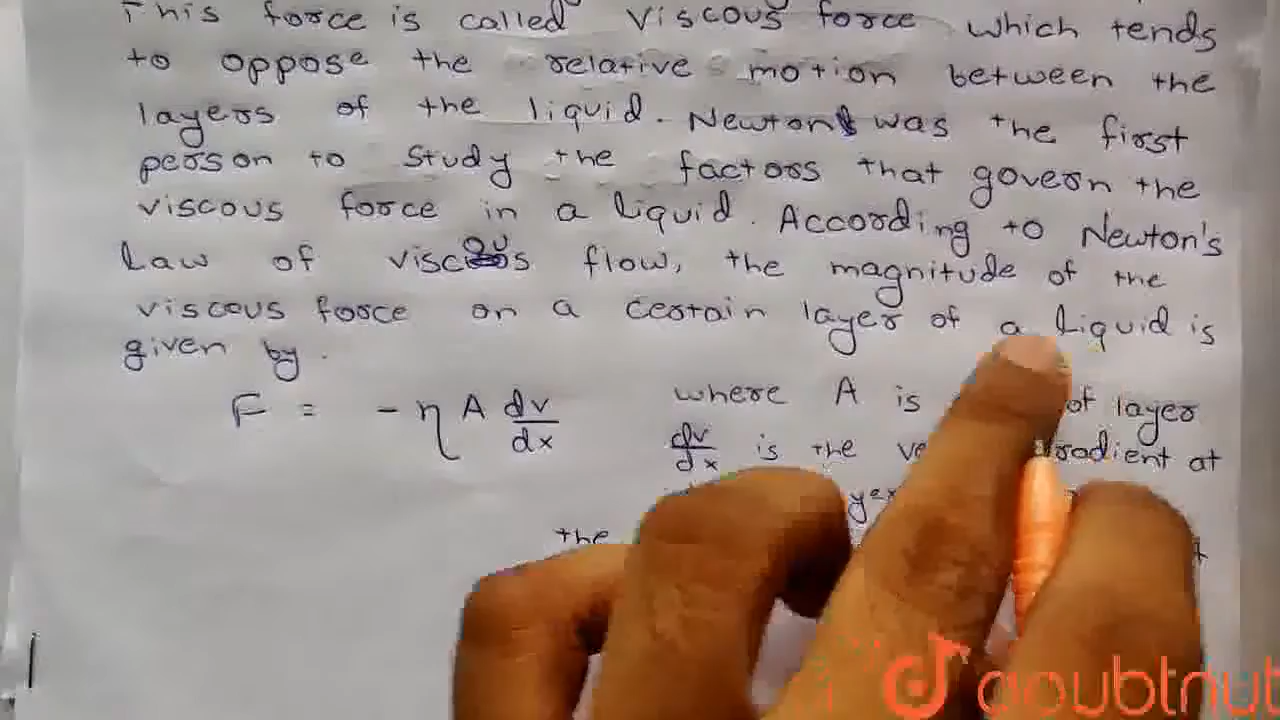 This force is called viscous force which tends
to oppose the relative motion between the
layers of the liquid. Newton was the first
person to study the factors that govern the
viscous force in a liquid. According to Newton's
Law of viscous flow, the magnitude of the
viscous force on a certain layer of a liquid is
given by.
F = - η A dv/dx where A is of layer
dv/dx is the gradient at
the
doubtnut